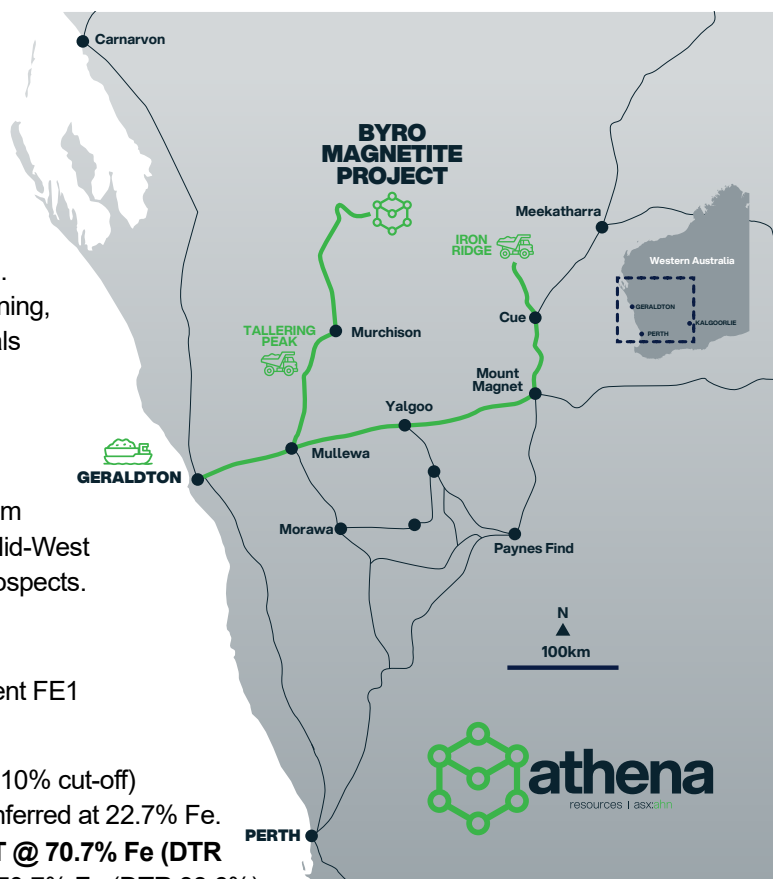 Carnarvon
BYRO
MAGNETITE
PROJECT
Meekatharra
IRON
RIDGE
Western Australia
GERALDTON
KALGOORLIE
PERTH
Cue
TALLERING
PEAK
Murchison
Mount
Magnet
Yalgoo
Mullewa
GERALDTON
Morawa
Paynes Find
N
100km
athena
resources | asx:ahn
PERTH
.
ning,
als
m
Mid-West
ospects.
ent FE1
10% cut-off)
nferred at 22.7% Fe.
T @ 70.7% Fe (DTR